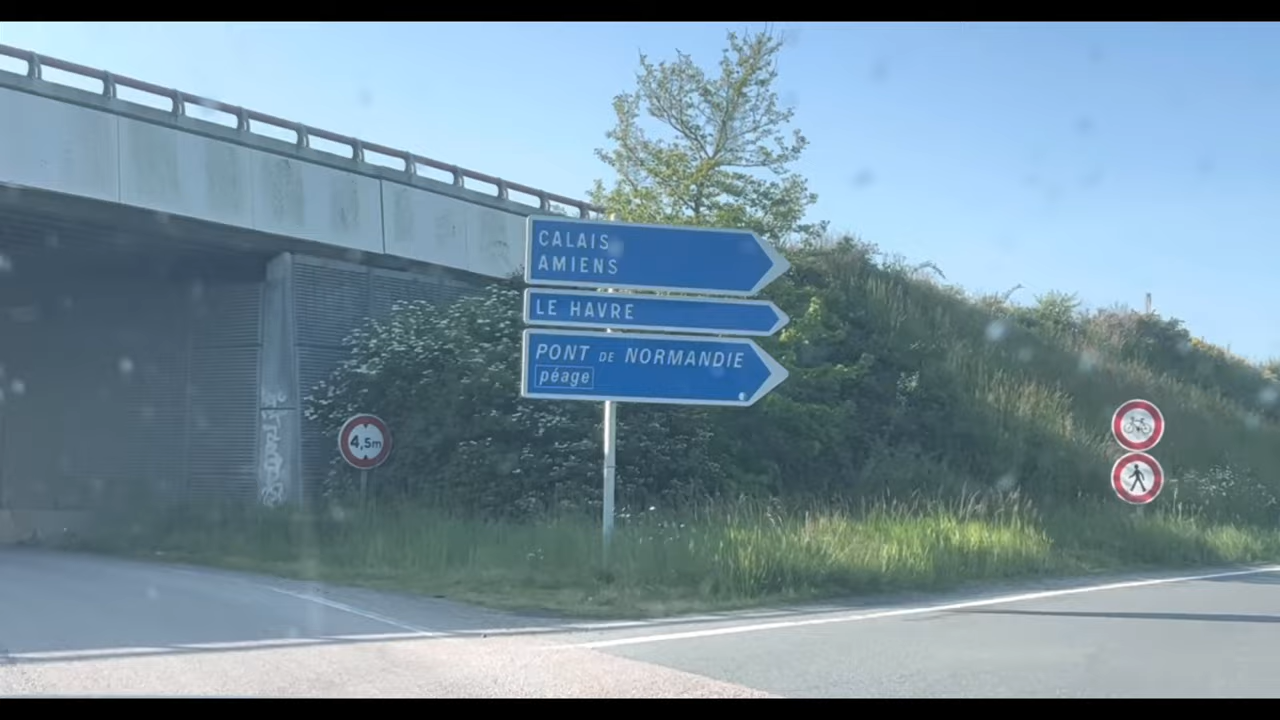 CALAIS
AMIENS
LE HAVRE
PONT DE NORMANDIE
péage
4,5m